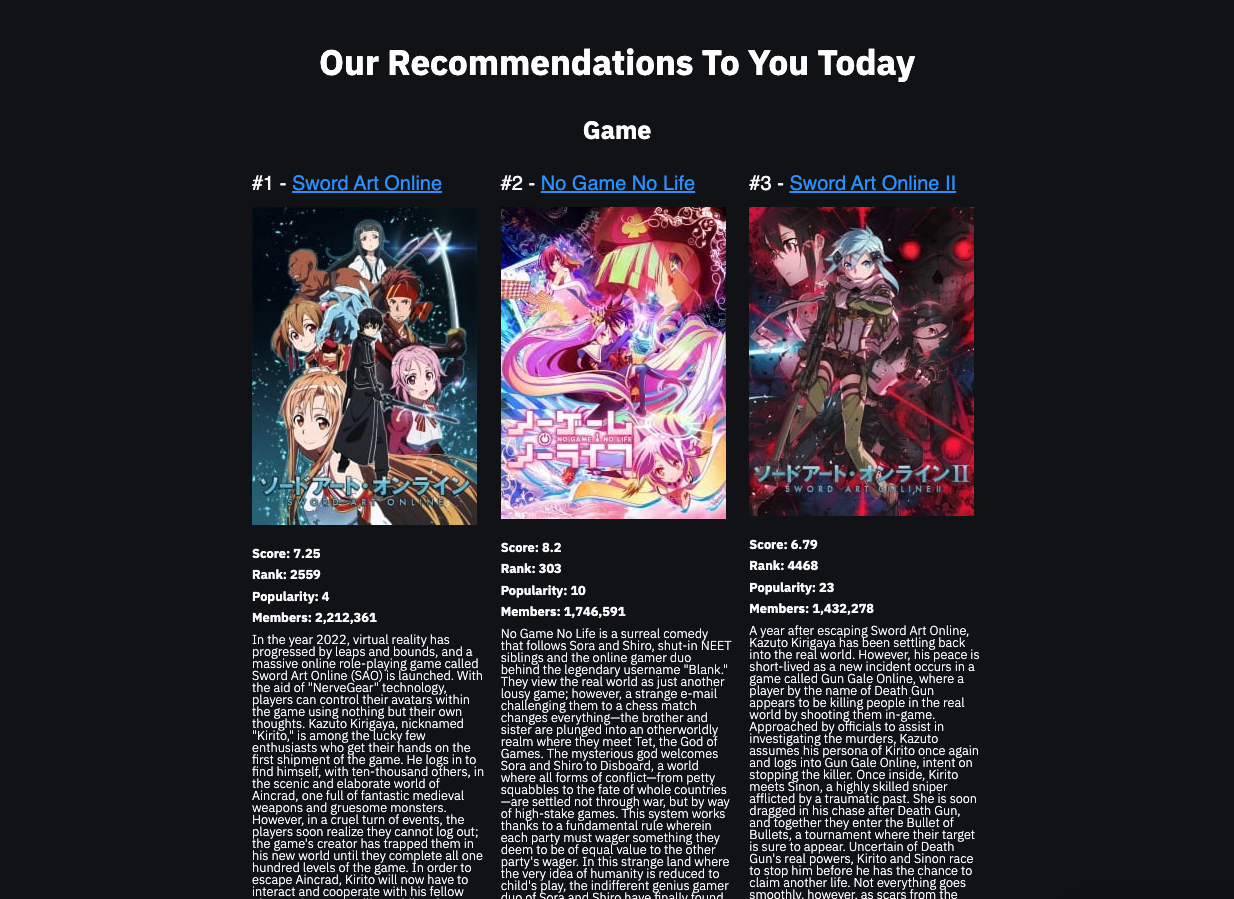 Our Recommendations To You Today
Game
#1 - Sword Art Online
ソードアート・オンライン
SWORD ART ONLINE
Score: 7.25
Rank: 2559
Popularity: 4
Members: 2,212,361
In the year 2022, virtual reality has
progressed by leaps and bounds, and a
massive online role-playing game called
Sword Art Online (SAO) is launched. With
the aid of "NerveGear" technology,
players can control their avatars within
the game using nothing but their own
thoughts. Kazuto Kirigaya, nicknamed
"Kirito," is among the lucky few
enthusiasts who get their hands on the
first shipment of the game. He logs in to
find himself, with ten-thousand others, in
the scenic and elaborate world of
Aincrad, one full of fantastic medieval
weapons and gruesome monsters.
However, in a cruel turn of events, the
players soon realize they cannot log out;
the game's creator has trapped them in
his new world until they complete all one
hundred levels of the game. In order to
escape Aincrad, Kirito will now have to
interact and cooperate with his fellow
#2 - No Game No Life
ノーゲーム
NO GAME NO LIFE
ノーライフ
Score: 8.2
Rank: 303
Popularity: 10
Members: 1,746,591
No Game No Life is a surreal comedy
that follows Sora and Shiro, shut-in NEET
siblings and the online gamer duo
behind the legendary username "Blank."
They view the real world as just another
lousy game; however, a strange e-mail
challenging them to a chess match
changes everything—the brother and
sister are plunged into an otherworldly
realm where they meet Tet, the God of
Games. The mysterious god welcomes
Sora and Shiro to Disboard, a world
where all forms of conflict—from petty
squabbles to the fate of whole countries
—are settled not through war, but by way
of high-stake games. This system works
thanks to a fundamental rule wherein
each party must wager something they
deem to be of equal value to the other
party's wager. In this strange land where
the very idea of humanity is reduced to
child's play, the indifferent genius gamer
duo of Sora and Shiro have finally found
#3 - Sword Art Online II
ソードアート・オンラインII
SWORD ART ONLINE II
Score: 6.79
Rank: 4468
Popularity: 23
Members: 1,432,278
A year after escaping Sword Art Online,
Kazuto Kirigaya has been settling back
into the real world. However, his peace is
short-lived as a new incident occurs in a
game called Gun Gale Online, where a
player by the name of Death Gun
appears to be killing people in the real
world by shooting them in-game.
Approached by officials to assist in
investigating the murders, Kazuto
assumes his persona of Kirito once again
and logs into Gun Gale Online, intent on
stopping the killer. Once inside, Kirito
meets Sinon, a highly skilled sniper
afflicted by a traumatic past. She is soon
dragged in his chase after Death Gun,
and together they enter the Bullet of
Bullets, a tournament where their target
is sure to appear. Uncertain of Death
Gun's real powers, Kirito and Sinon race
to stop him before he has the chance to
claim another life. Not everything goes
smoothly, however, as scars from the